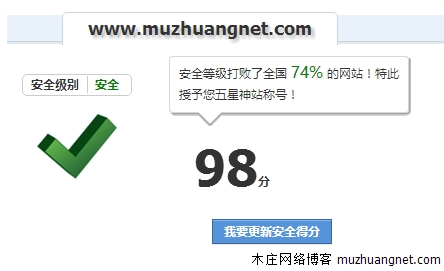 www.muzhuangnet.com
安全级别 安全
安全等级打败了全国 74% 的网站！特此
授予您五星神站称号！
98分
我要更新安全得分
木庄网络博客 muzhuangnet.com